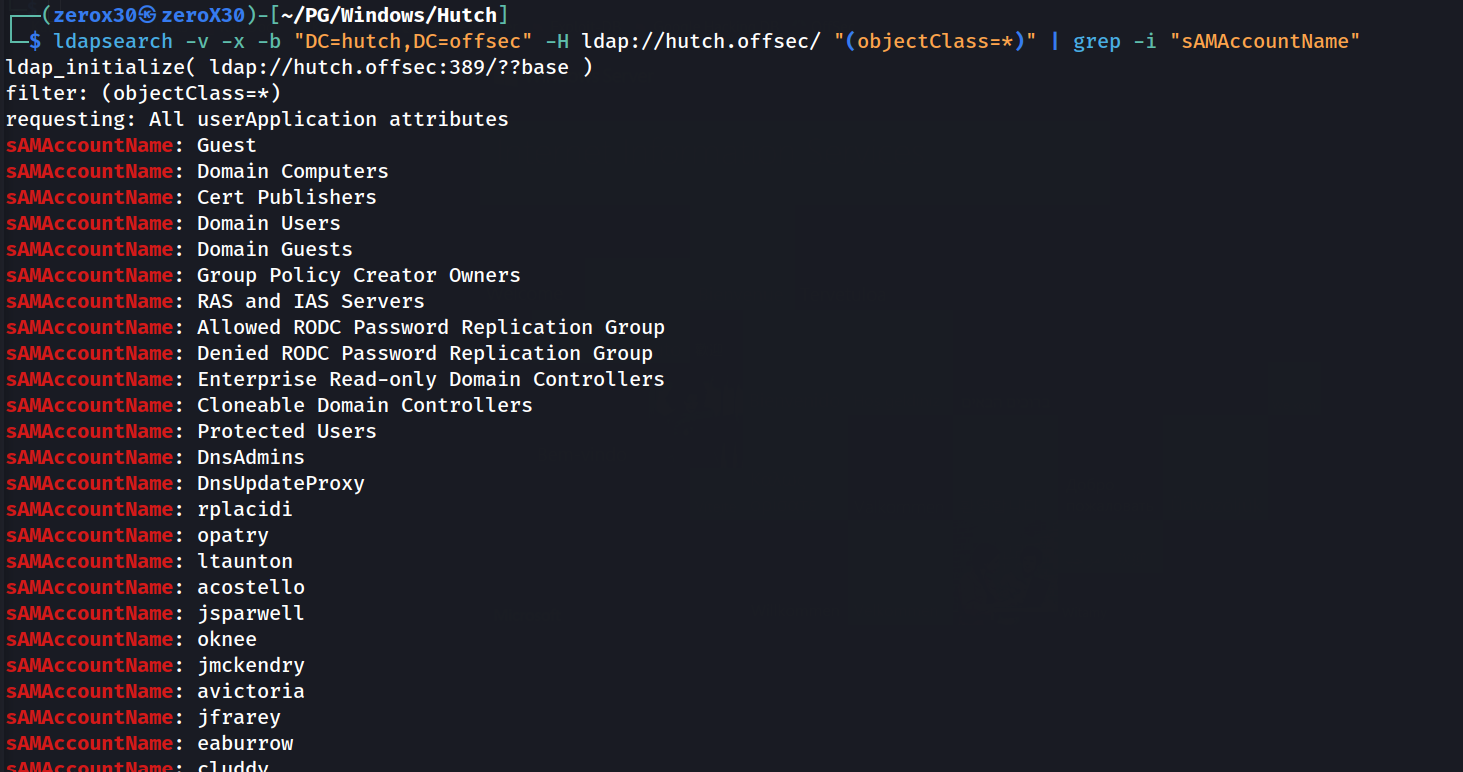 ┌──(zerox30㉿zeroX30)-[~/PG/Windows/Hutch]
└─$ ldapsearch -v -x -b "DC=hutch,DC=offsec" -H ldap://hutch.offsec/ "(objectClass=*)" | grep -i "sAMAccountName"
ldap_initialize( ldap://hutch.offsec:389/??base )
filter: (objectClass=*)
requesting: All userApplication attributes
sAMAccountName: Guest
sAMAccountName: Domain Computers
sAMAccountName: Cert Publishers
sAMAccountName: Domain Users
sAMAccountName: Domain Guests
sAMAccountName: Group Policy Creator Owners
sAMAccountName: RAS and IAS Servers
sAMAccountName: Allowed RODC Password Replication Group
sAMAccountName: Denied RODC Password Replication Group
sAMAccountName: Enterprise Read-only Domain Controllers
sAMAccountName: Cloneable Domain Controllers
sAMAccountName: Protected Users
sAMAccountName: DnsAdmins
sAMAccountName: DnsUpdateProxy
sAMAccountName: rplacidi
sAMAccountName: opatry
sAMAccountName: ltaunton
sAMAccountName: acostello
sAMAccountName: jsparwell
sAMAccountName: oknee
sAMAccountName: jmckendry
sAMAccountName: avictoria
sAMAccountName: jfrarey
sAMAccountName: eaburrow
sAMAccountName: cluddy